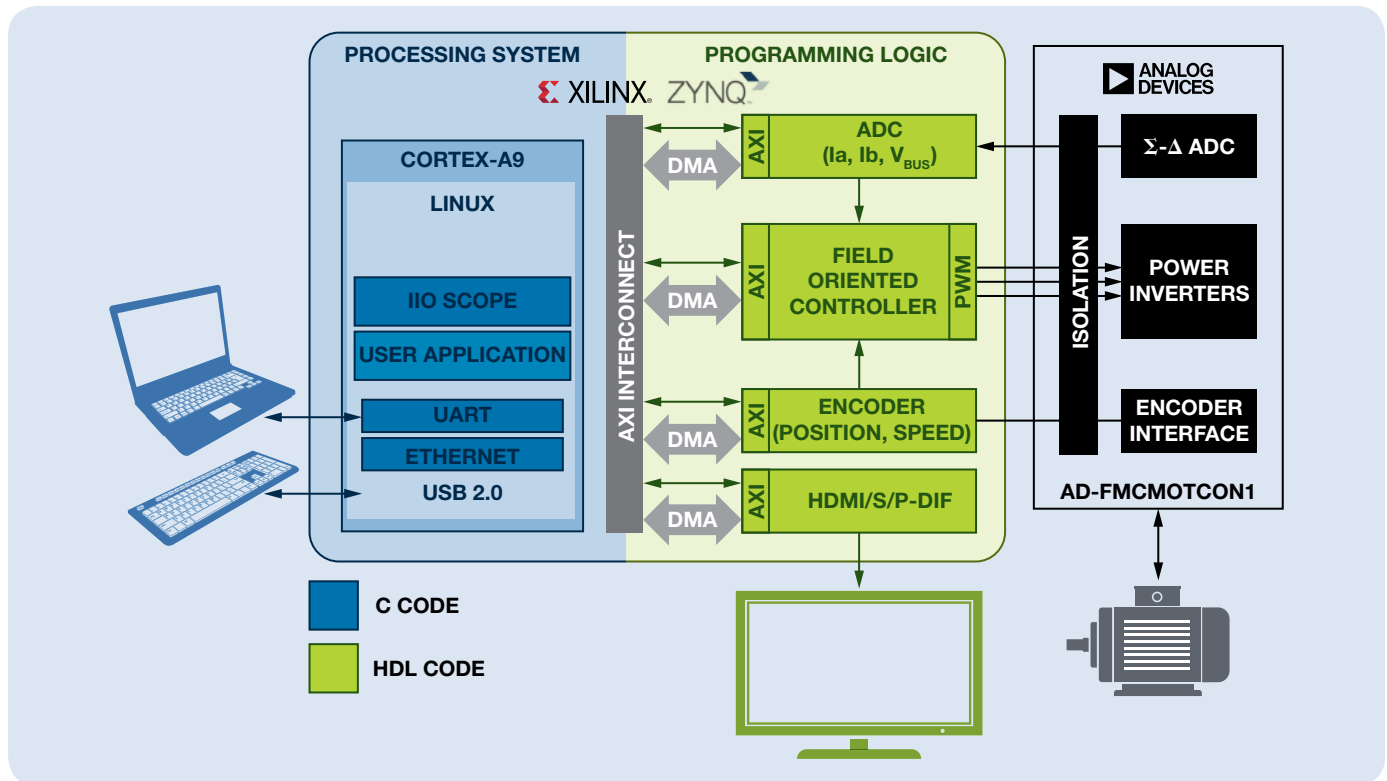 PROCESSING SYSTEM
PROGRAMMING LOGIC
XILINX® ZYNQ™
ANALOG
DEVICES
CORTEX-A9
LINUX
IIO SCOPE
USER APPLICATION
UART
ETHERNET
USB 2.0
AXI INTERCONNECT
DMA
DMA
DMA
DMA
AXI
ADC
(Ia, Ib, VBUS)
AXI
FIELD
ORIENTED
CONTROLLER
PWM
AXI
ENCODER
(POSITION, SPEED)
AXI
HDMI/S/P-DIF
ISOLATION
Σ-Δ ADC
POWER
INVERTERS
ENCODER
INTERFACE
AD-FMCMOTCON1
C CODE
HDL CODE